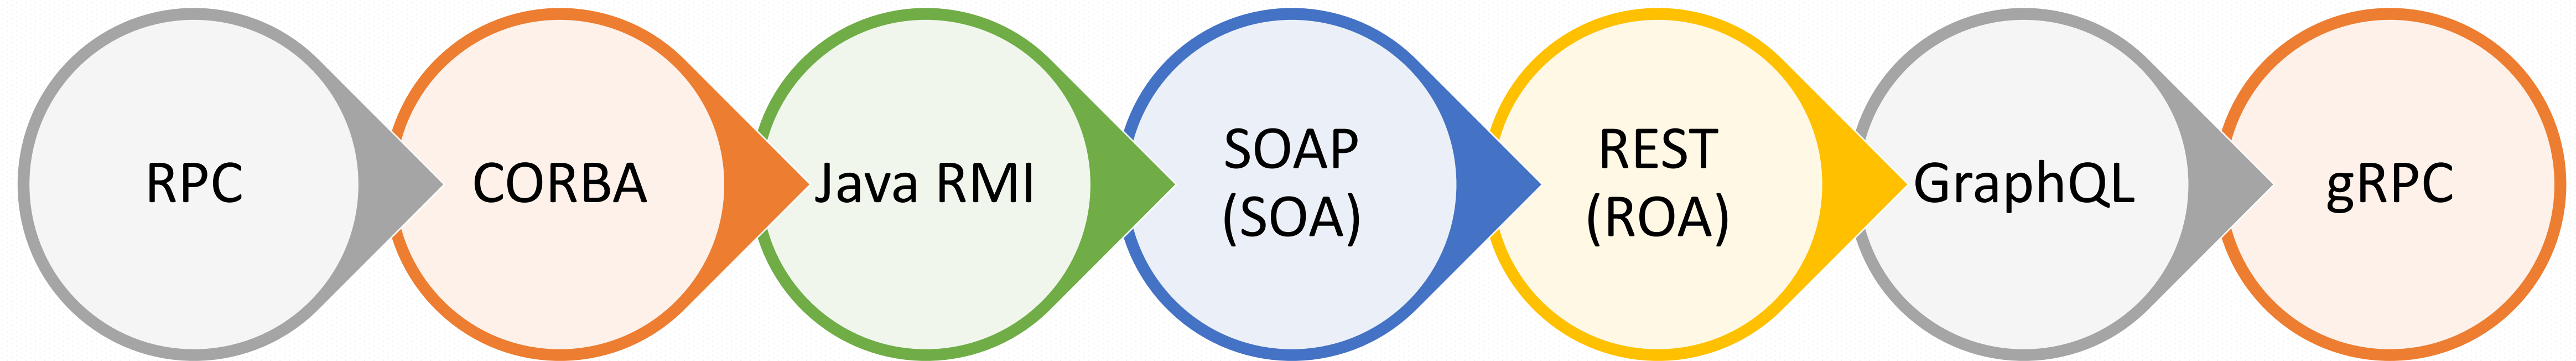 RPC
CORBA
Java RMI
SOAP
(SOA)
REST
(ROA)
GraphQL
gRPC